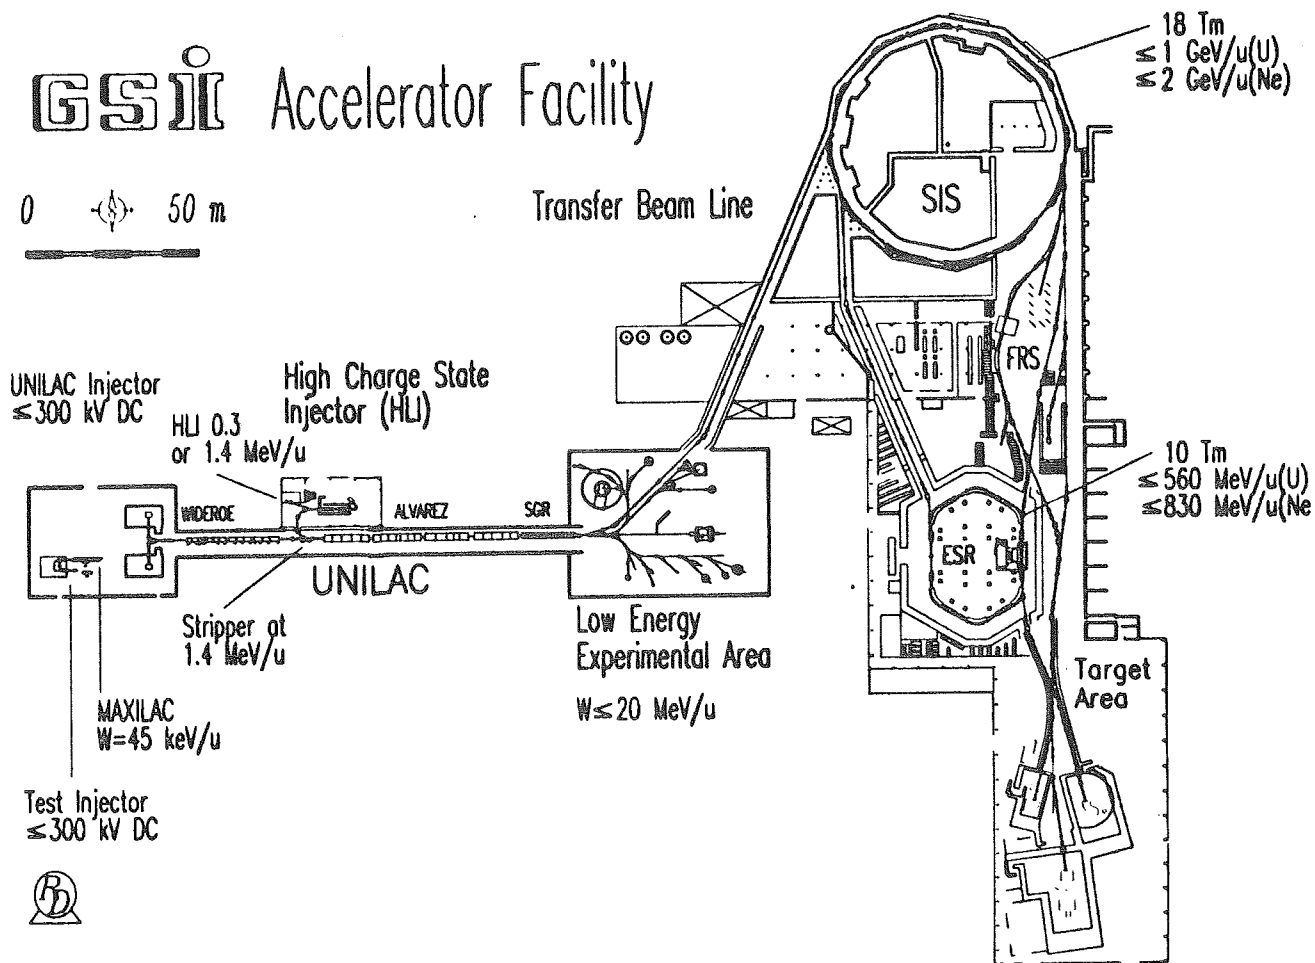 GSI Accelerator Facility
18 Tm
≤ 1 GeV/u(U)
≤ 2 GeV/u(Ne)
0 50 m
Transfer Beam Line
SIS
FRS
UNILAC Injector
≤300 kV DC
High Charge State
Injector (HLI)
HLI 0.3
or 1.4 MeV/u
10 Tm
≤560 MeV/u(U)
≤830 MeV/u(Ne
WIDEROE
ALVAREZ
SGR
ESR
UNILAC
Stripper at
1.4 MeV/u
Low Energy
Experimental Area
W≤20 MeV/u
Target
Area
MAXILAC
W=45 keV/u
Test Injector
≤300 kV DC
RD